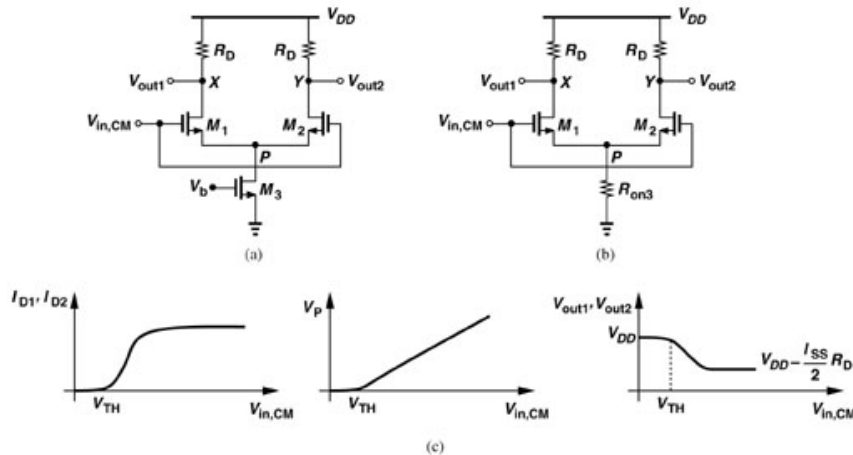 V_DD V_DD
R_D R_D R_D R_D
V_out1 X Y V_out2 V_out1 X Y V_out2
V_in,CM M_1 M_2 V_in,CM M_1 M_2
P P
V_b M_3 R_on3
(a) (b)
I_D1, I_D2 V_P V_out1, V_out2
V_DD
V_DD − I_SS/2 R_D
V_TH V_TH V_TH
V_in,CM V_in,CM V_in,CM
(c)